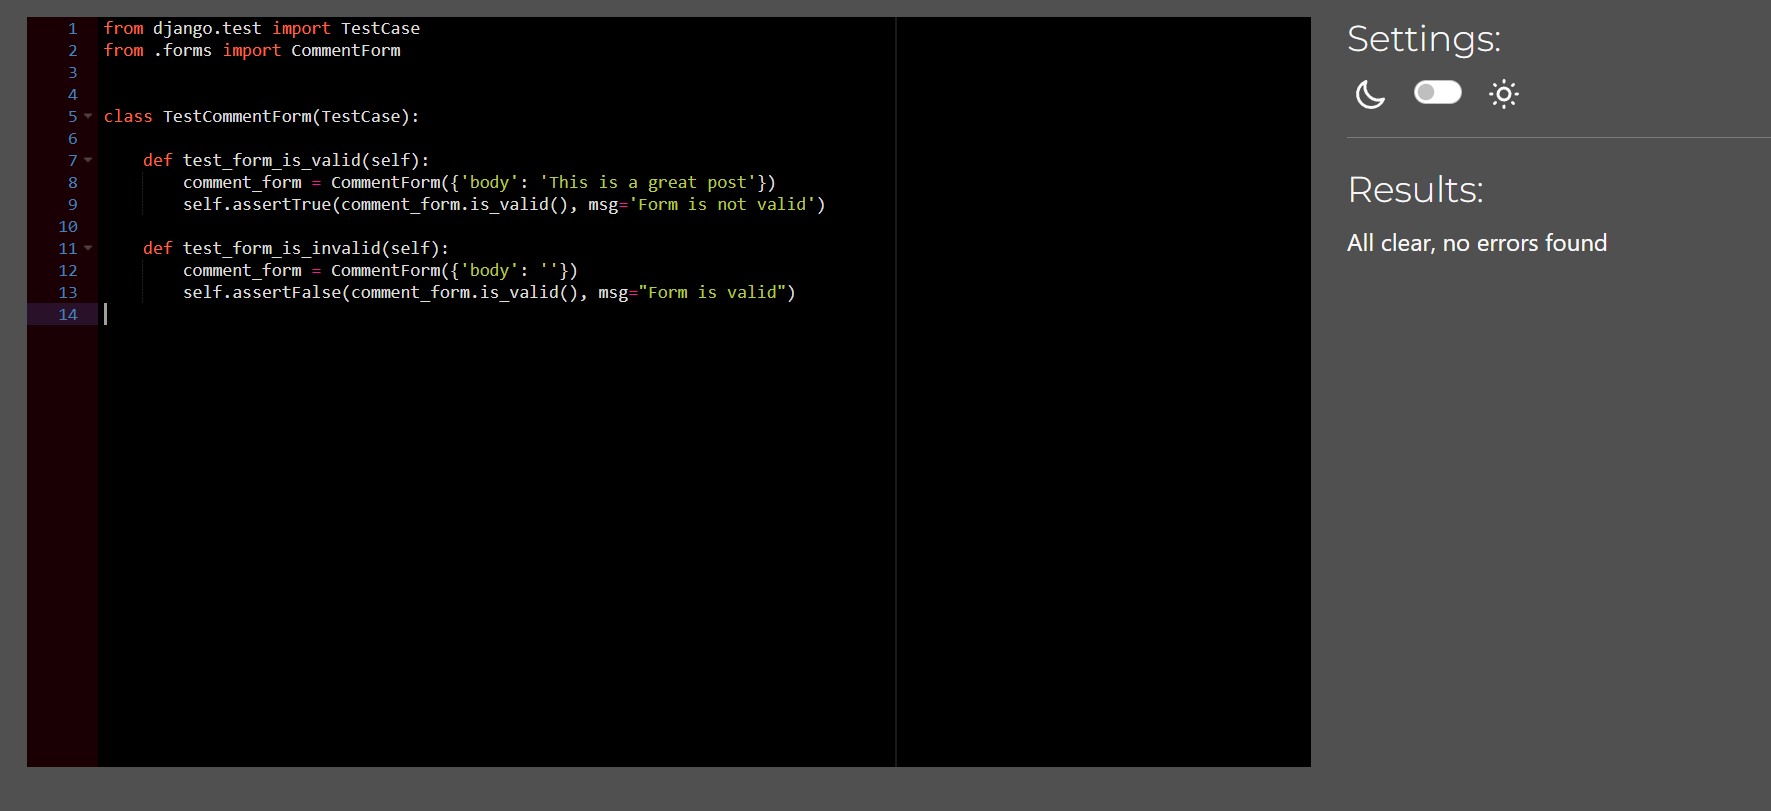 1 from django.test import TestCase
2 from .forms import CommentForm
3
4
5 class TestCommentForm(TestCase):
6
7     def test_form_is_valid(self):
8         comment_form = CommentForm({'body': 'This is a great post'})
9         self.assertTrue(comment_form.is_valid(), msg='Form is not valid')
10
11     def test_form_is_invalid(self):
12         comment_form = CommentForm({'body': ''})
13         self.assertFalse(comment_form.is_valid(), msg="Form is valid")
14
Settings:
Results:
All clear, no errors found